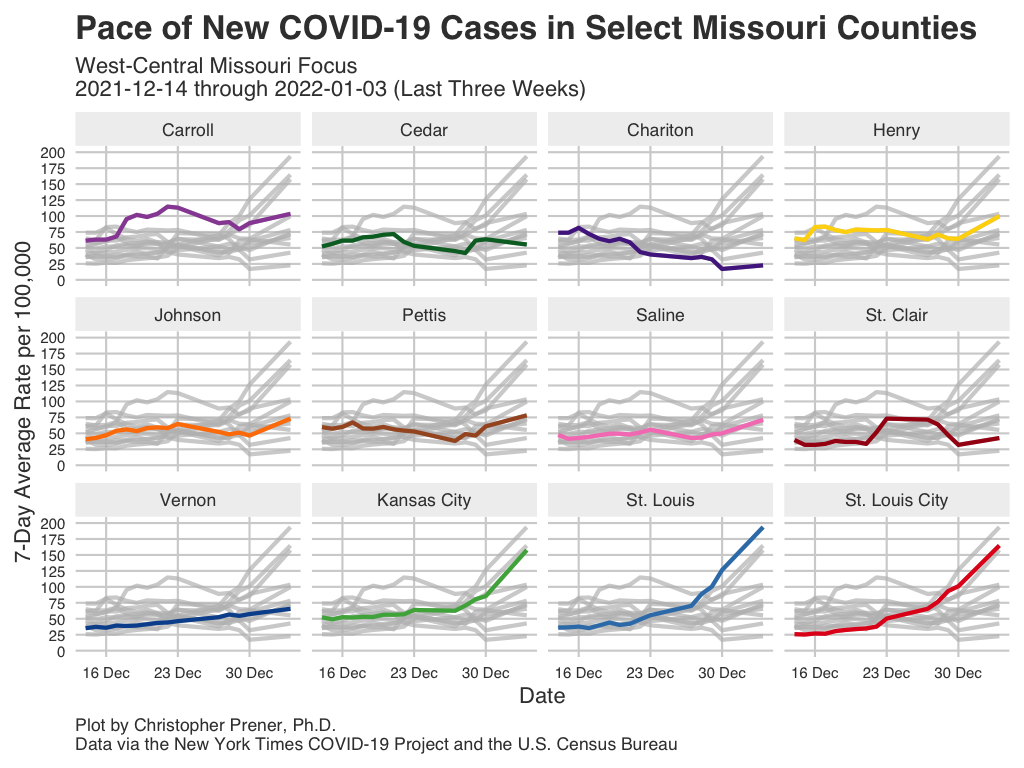 Pace of New COVID-19 Cases in Select Missouri Counties
West-Central Missouri Focus
2021-12-14 through 2022-01-03 (Last Three Weeks)
Carroll Cedar Chariton Henry
200
175
150
125
100
75
50
25
0
Johnson Pettis Saline St. Clair
200
175
150
125
100
75
50
25
0
Vernon Kansas City St. Louis St. Louis City
200
175
150
125
100
75
50
25
0
7-Day Average Rate per 100,000
16 Dec 23 Dec 30 Dec 16 Dec 23 Dec 30 Dec 16 Dec 23 Dec 30 Dec 16 Dec 23 Dec 30 Dec
Date
Plot by Christopher Prener, Ph.D.
Data via the New York Times COVID-19 Project and the U.S. Census Bureau